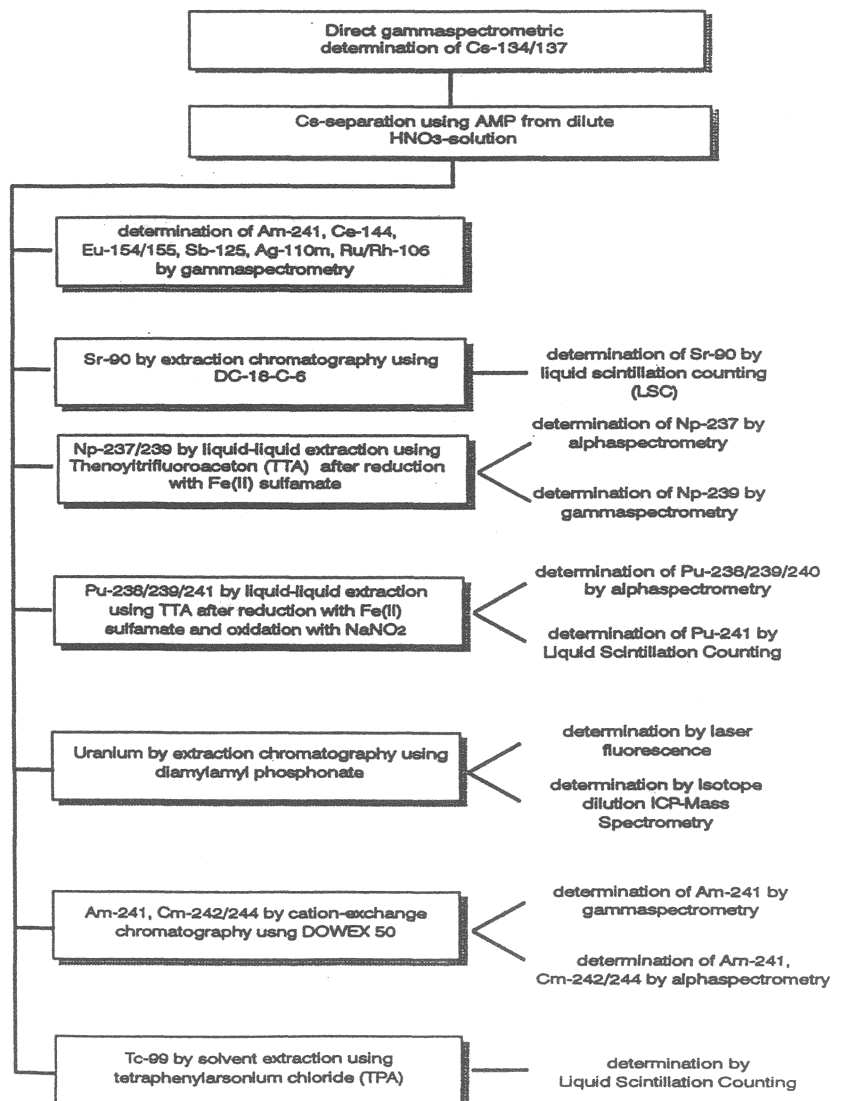 Direct gammaspectrometric
determination of Cs-134/137
Cs-separation using AMP from dilute
HNO3-solution
determination of Am-241, Ce-144,
Eu-154/155, Sb-125, Ag-110m, Ru/Rh-106
by gammaspectrometry
Sr-90 by extraction chromatography using
DC-18-C-6
determination of Sr-90 by
liquid scintillation counting
(LSC)
Np-237/239 by liquid-liquid extraction using
Thenoyltrifluoroaceton (TTA) after reduction
with Fe(II) sulfamate
determination of Np-237 by
alphaspectrometry
determination of Np-239 by
gammaspectrometry
Pu-238/239/241 by liquid-liquid extraction
using TTA after reduction with Fe(II)
sulfamate and oxidation with NaNO2
determination of Pu-238/239/240
by alphaspectrometry
determination of Pu-241 by
Liquid Scintillation Counting
Uranium by extraction chromatography using
diamylamyl phosphonate
determination by laser
fluorescence
determination by isotope
dilution ICP-Mass
Spectrometry
Am-241, Cm-242/244 by cation-exchange
chromatography usng DOWEX 50
determination of Am-241 by
gammaspectrometry
determination of Am-241,
Cm-242/244 by alphaspectrometry
Tc-99 by solvent extraction using
tetraphenylarsonium chloride (TPA)
determination by
Liquid Scintillation Counting